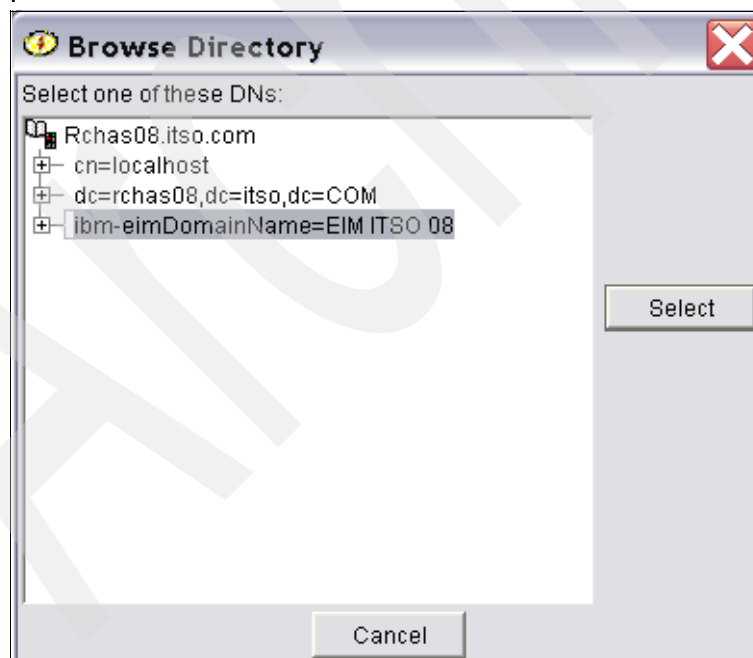 Browse Directory
Select one of these DNs:
Rchas08.itso.com
cn=localhost
dc=rchas08,dc=itso,dc=COM
ibm-eimDomainName=EIM ITSO 08
Select
Cancel